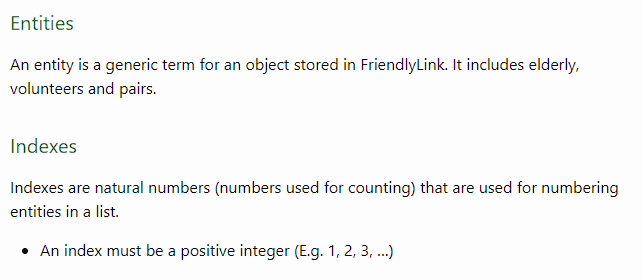 Entities
An entity is a generic term for an object stored in FriendlyLink. It includes elderly,
volunteers and pairs.
Indexes
Indexes are natural numbers (numbers used for counting) that are used for numbering
entities in a list.
• An index must be a positive integer (E.g. 1, 2, 3, ...)